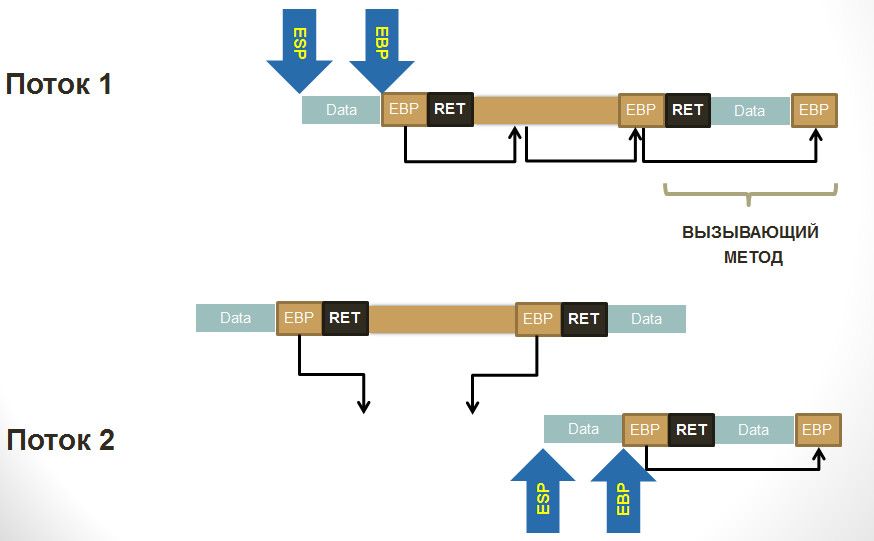 ESP
EBP
Поток 1
Data
EBP
RET
EBP
RET
Data
EBP
ВЫЗЫВАЮЩИЙ
МЕТОД
Data
EBP
RET
EBP
RET
Data
Поток 2
Data
EBP
RET
Data
EBP
ESP
EBP